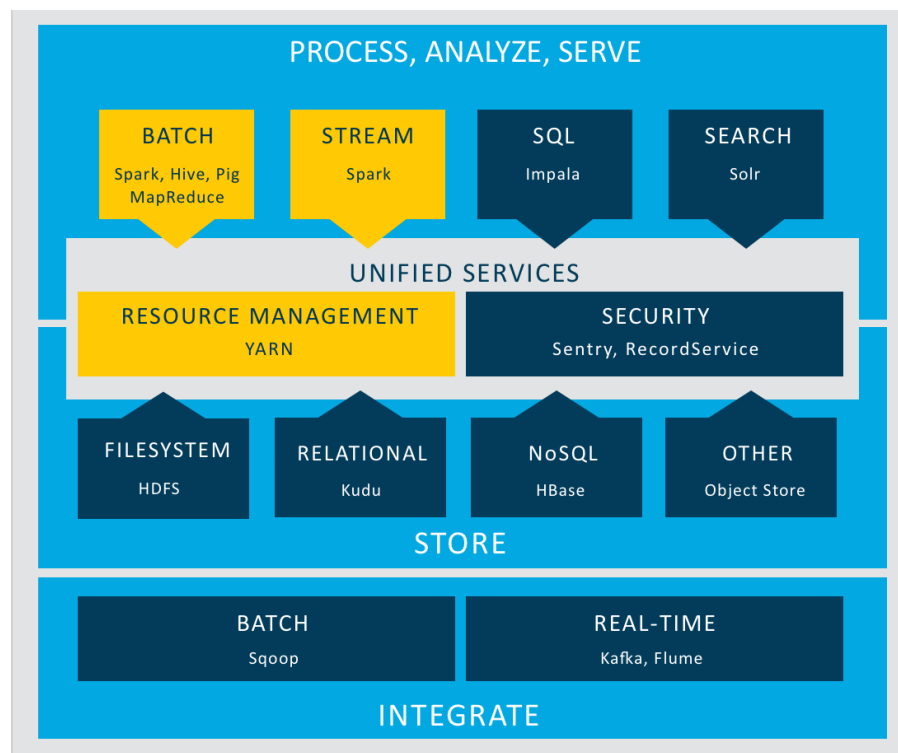 PROCESS, ANALYZE, SERVE
BATCH
Spark, Hive, Pig
MapReduce
STREAM
Spark
SQL
Impala
SEARCH
Solr
UNIFIED SERVICES
RESOURCE MANAGEMENT
YARN
SECURITY
Sentry, RecordService
FILESYSTEM
HDFS
RELATIONAL
Kudu
NoSQL
HBase
OTHER
Object Store
STORE
BATCH
Sqoop
REAL-TIME
Kafka, Flume
INTEGRATE